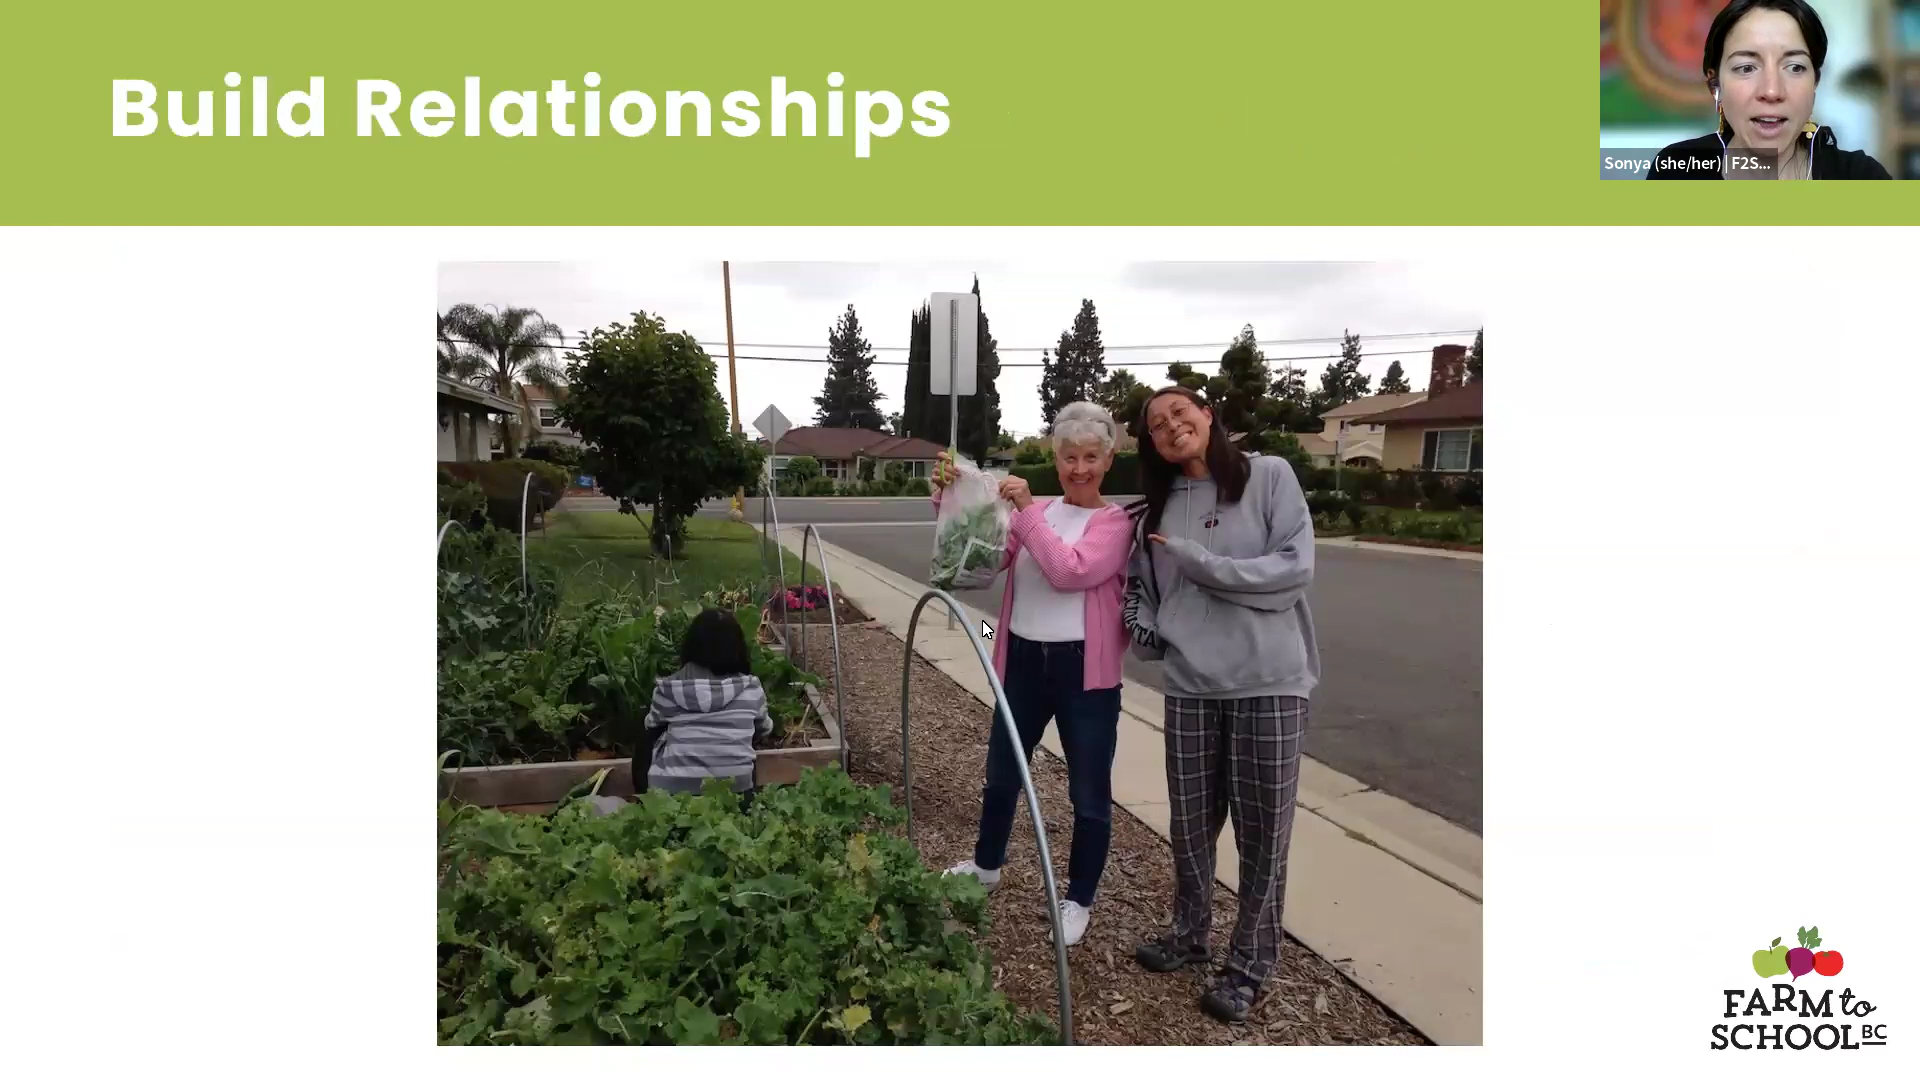 Build Relationships
Sonya (she/her) | F2S...
FARM to
SCHOOL BC